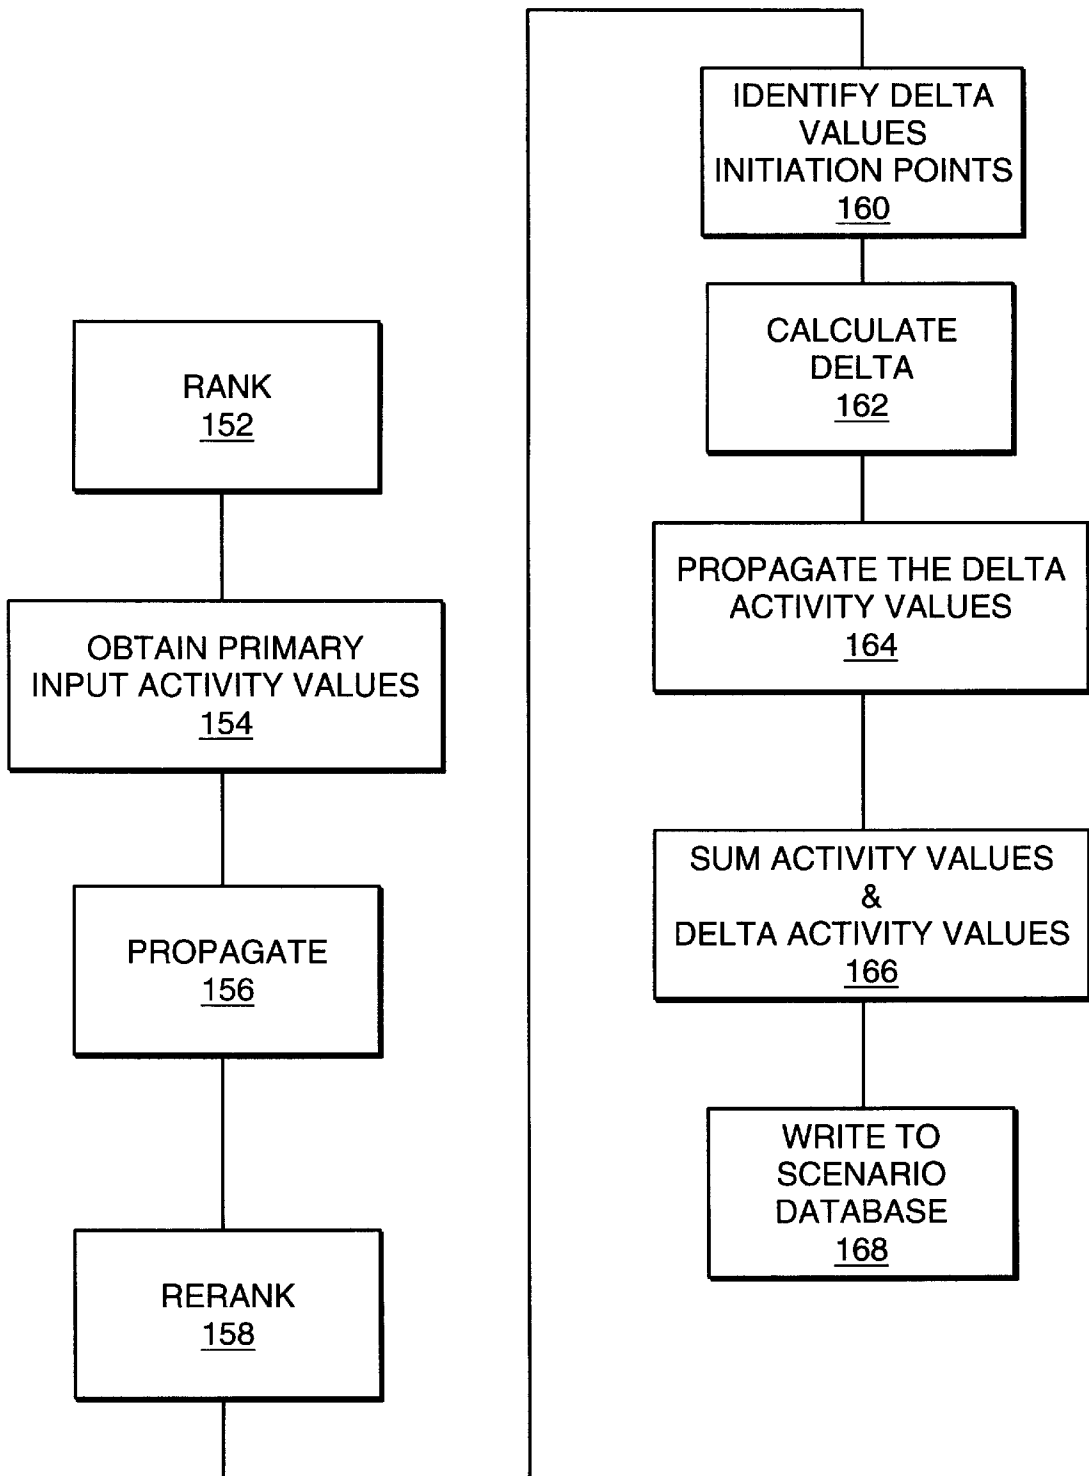 RANK
152
OBTAIN PRIMARY
INPUT ACTIVITY VALUES
154
PROPAGATE
156
RERANK
158
IDENTIFY DELTA
VALUES
INITIATION POINTS
160
CALCULATE
DELTA
162
PROPAGATE THE DELTA
ACTIVITY VALUES
164
SUM ACTIVITY VALUES
&
DELTA ACTIVITY VALUES
166
WRITE TO
SCENARIO
DATABASE
168